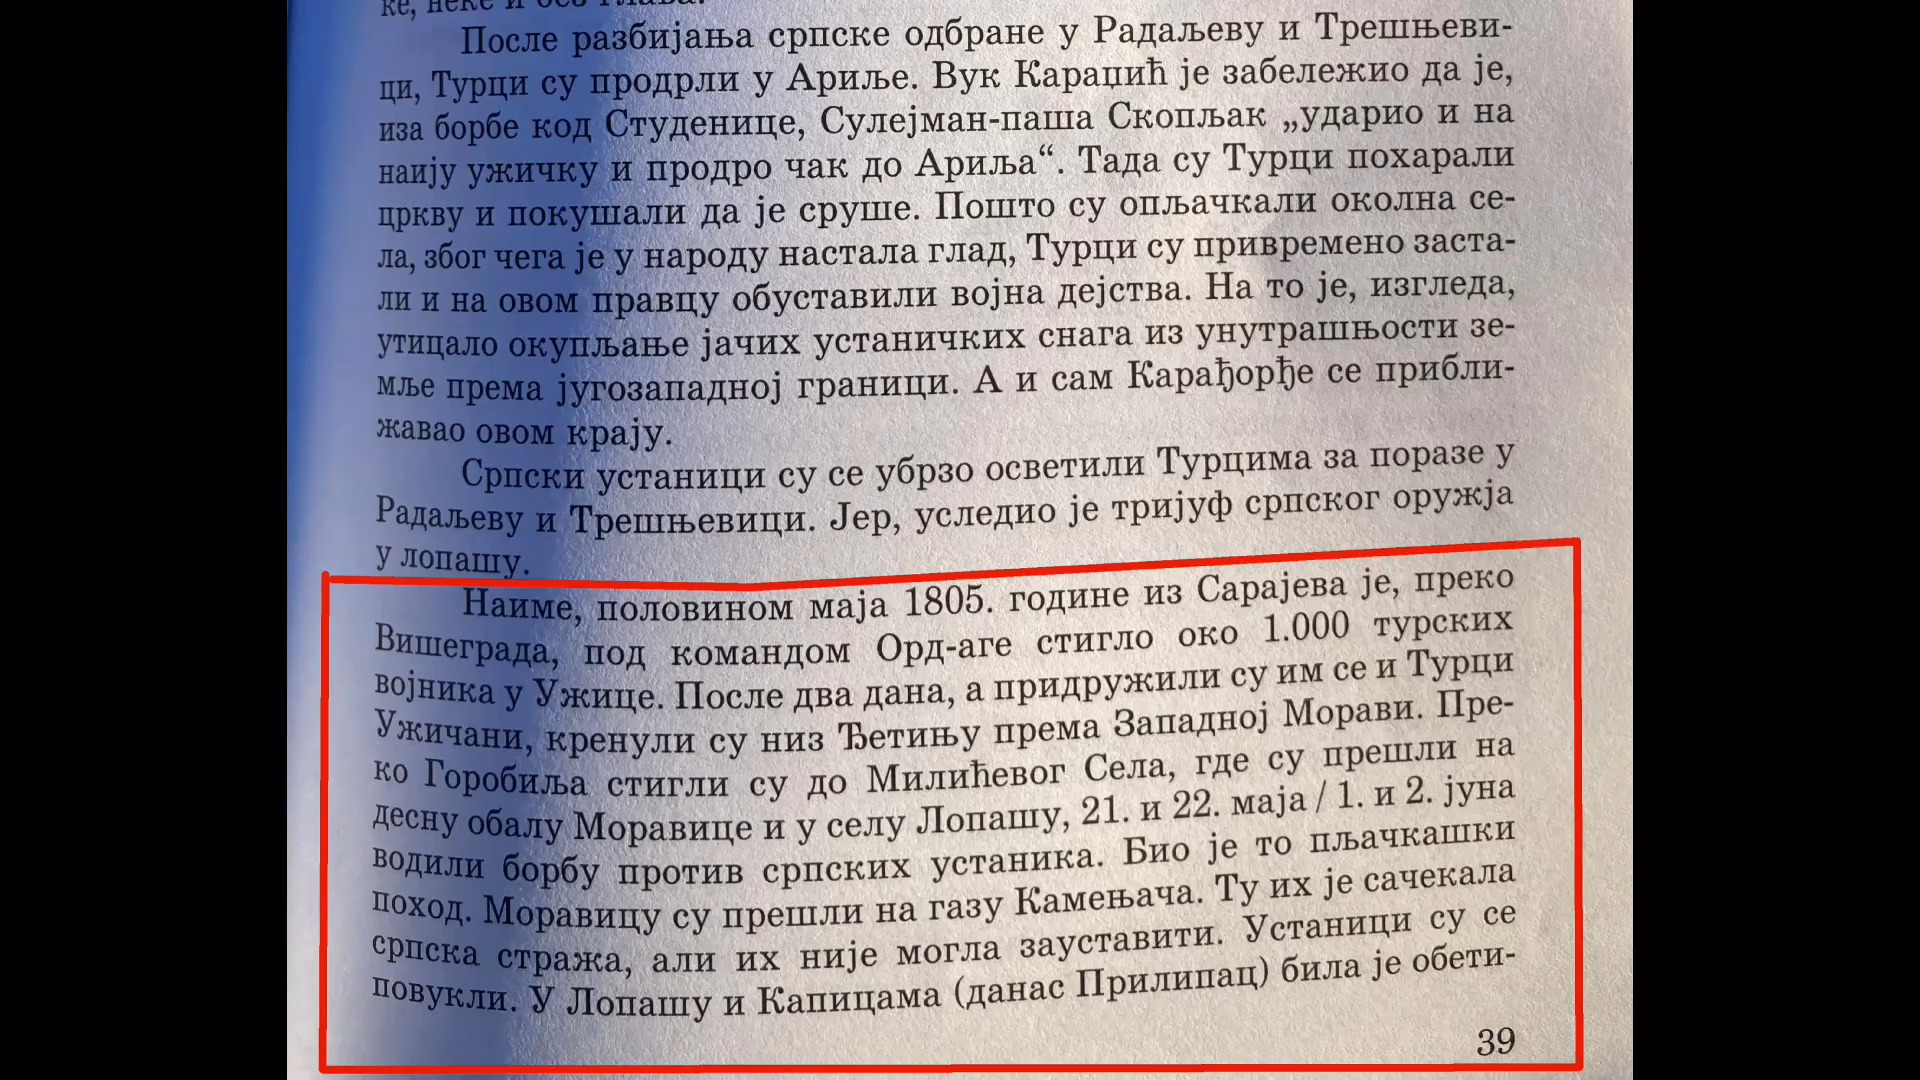 После разбијања српске одбране у Радаљеву и Трешњеви-
ци, Турци су продрли у Ариље. Вук Караџић је забележио да је,
иза борбе код Студенице, Сулејман-паша Скопљак „ударио и на
наију ужичку и продро чак до Ариља“. Тада су Турци похарали
цркву и покушали да је сруше. Пошто су опљачкали околна се-
ла, због чега је у народу настала глад, Турци су привремено заста-
ли и на овом правцу обуставили војна дејства. На то је, изгледа,
утицало окупљање јачих устаничких снага из унутрашњости зе-
мље према југозападној граници. А и сам Карађорђе се прибли-
жавао овом крају.
Српски устаници су се убрзо осветили Турцима за поразе у
Радаљеву и Трешњевици. Јер, уследио је тријуф српског оружја
у лопашу.
Наиме, половином маја 1805. године из Сарајева је, преко
Вишеграда, под командом Орд-аге стигло око 1.000 турских
војника у Ужице. После два дана, а придружили су им се и Турци
Ужичани, кренули су низ Ђетињу према Западној Морави. Пре-
ко Горобиља стигли су до Милићевог Села, где су прешли на
десну обалу Моравице и у селу Лопашу, 21. и 22. маја / 1. и 2. јуна
водили борбу против српских устаника. Био је то пљачкашки
поход. Моравицу су прешли на газу Камењача. Ту их је сачекала
српска стража, али их није могла зауставити. Устаници су се
повукли. У Лопашу и Капицама (данас Прилипац) била је обети-
39